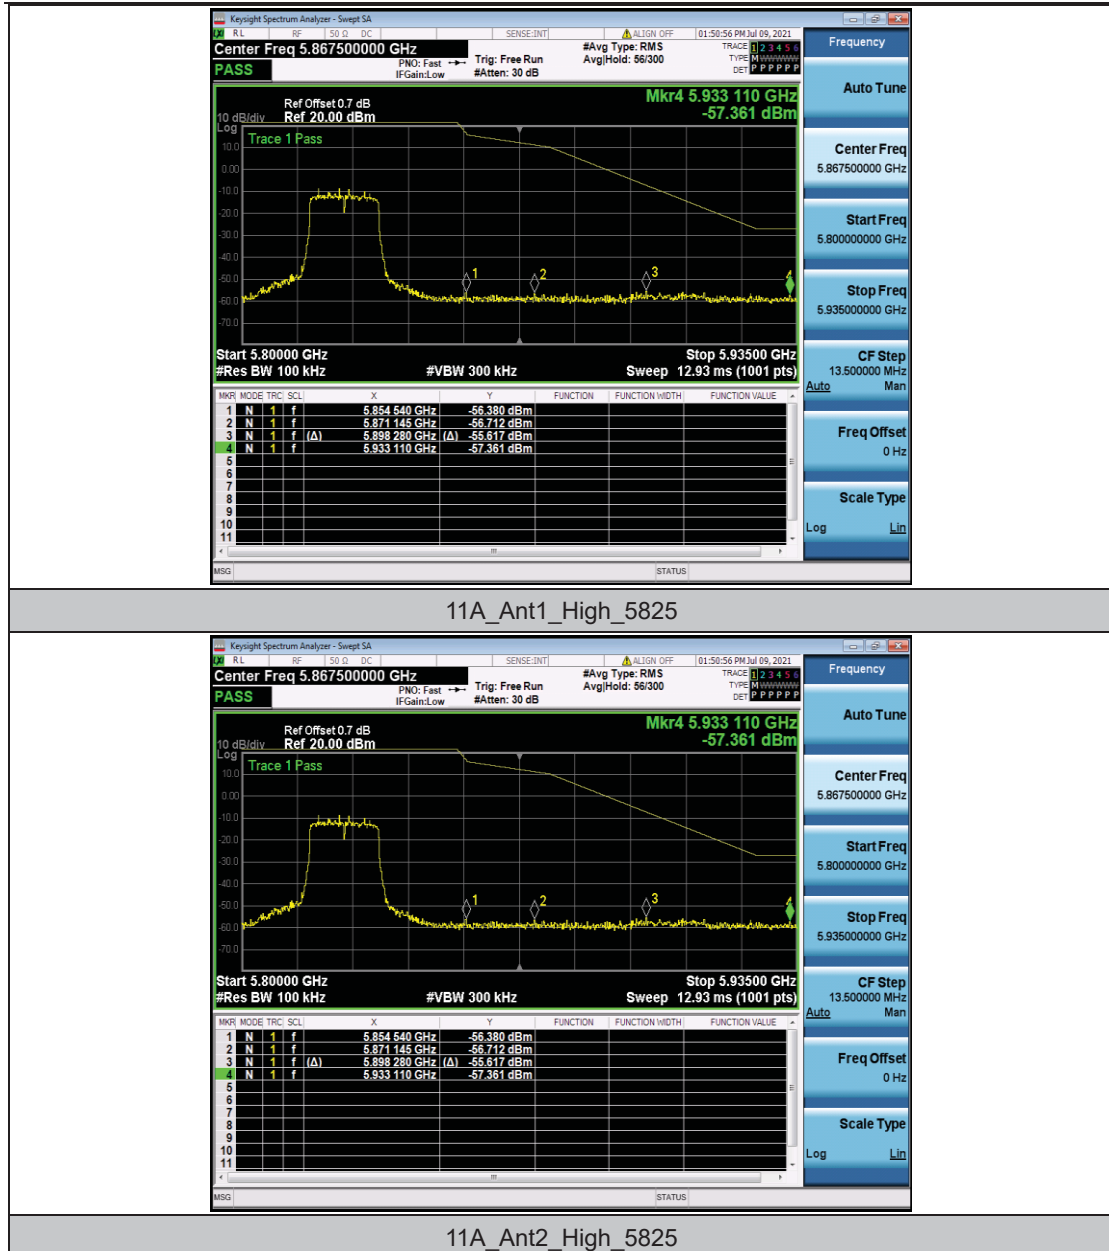 Keysight Spectrum Analyzer - Swept SA
RL RF 50 Ω DC SENSE:INT ALIGN OFF 01:50:56 PM Jul 09, 2021
Center Freq 5.867500000 GHz
#Avg Type: RMS
TRACE 1 2 3 4 5 6
PASS
PNO: Fast
Trig: Free Run
Avg|Hold: 56/300
TYPE M WWWWW
IFGain:Low
#Atten: 30 dB
DET P P P P P P
Mkr4 5.933 110 GHz
-57.361 dBm
Ref Offset 0.7 dB
10 dB/div Ref 20.00 dBm
Log
Trace 1 Pass
10.0
0.00
-10.0
-20.0
-30.0
-40.0
-50.0
-60.0
-70.0
1
2
3
4
Start 5.80000 GHz Stop 5.93500 GHz
#Res BW 100 kHz #VBW 300 kHz Sweep 12.93 ms (1001 pts)
MKR MODE TRC SCL X Y FUNCTION FUNCTION WIDTH FUNCTION VALUE
1 N 1 f 5.854 540 GHz -56.380 dBm
2 N 1 f 5.871 145 GHz -56.712 dBm
3 N 1 f (Δ) 5.898 280 GHz (Δ) -55.617 dBm
4 N 1 f 5.933 110 GHz -57.361 dBm
5
6
7
8
9
10
11
MSG STATUS
Frequency
Auto Tune
Center Freq
5.867500000 GHz
Start Freq
5.800000000 GHz
Stop Freq
5.935000000 GHz
CF Step
13.500000 MHz
Auto Man
Freq Offset
0 Hz
Scale Type
Log Lin
11A_Ant1_High_5825
Keysight Spectrum Analyzer - Swept SA
RL RF 50 Ω DC SENSE:INT ALIGN OFF 01:50:56 PM Jul 09, 2021
Center Freq 5.867500000 GHz
#Avg Type: RMS
TRACE 1 2 3 4 5 6
PASS
PNO: Fast
Trig: Free Run
Avg|Hold: 56/300
TYPE M WWWWW
IFGain:Low
#Atten: 30 dB
DET P P P P P P
Mkr4 5.933 110 GHz
-57.361 dBm
Ref Offset 0.7 dB
10 dB/div Ref 20.00 dBm
Log
Trace 1 Pass
10.0
0.00
-10.0
-20.0
-30.0
-40.0
-50.0
-60.0
-70.0
1
2
3
4
Start 5.80000 GHz Stop 5.93500 GHz
#Res BW 100 kHz #VBW 300 kHz Sweep 12.93 ms (1001 pts)
MKR MODE TRC SCL X Y FUNCTION FUNCTION WIDTH FUNCTION VALUE
1 N 1 f 5.854 540 GHz -56.380 dBm
2 N 1 f 5.871 145 GHz -56.712 dBm
3 N 1 f (Δ) 5.898 280 GHz (Δ) -55.617 dBm
4 N 1 f 5.933 110 GHz -57.361 dBm
5
6
7
8
9
10
11
MSG STATUS
Frequency
Auto Tune
Center Freq
5.867500000 GHz
Start Freq
5.800000000 GHz
Stop Freq
5.935000000 GHz
CF Step
13.500000 MHz
Auto Man
Freq Offset
0 Hz
Scale Type
Log Lin
11A_Ant2_High_5825